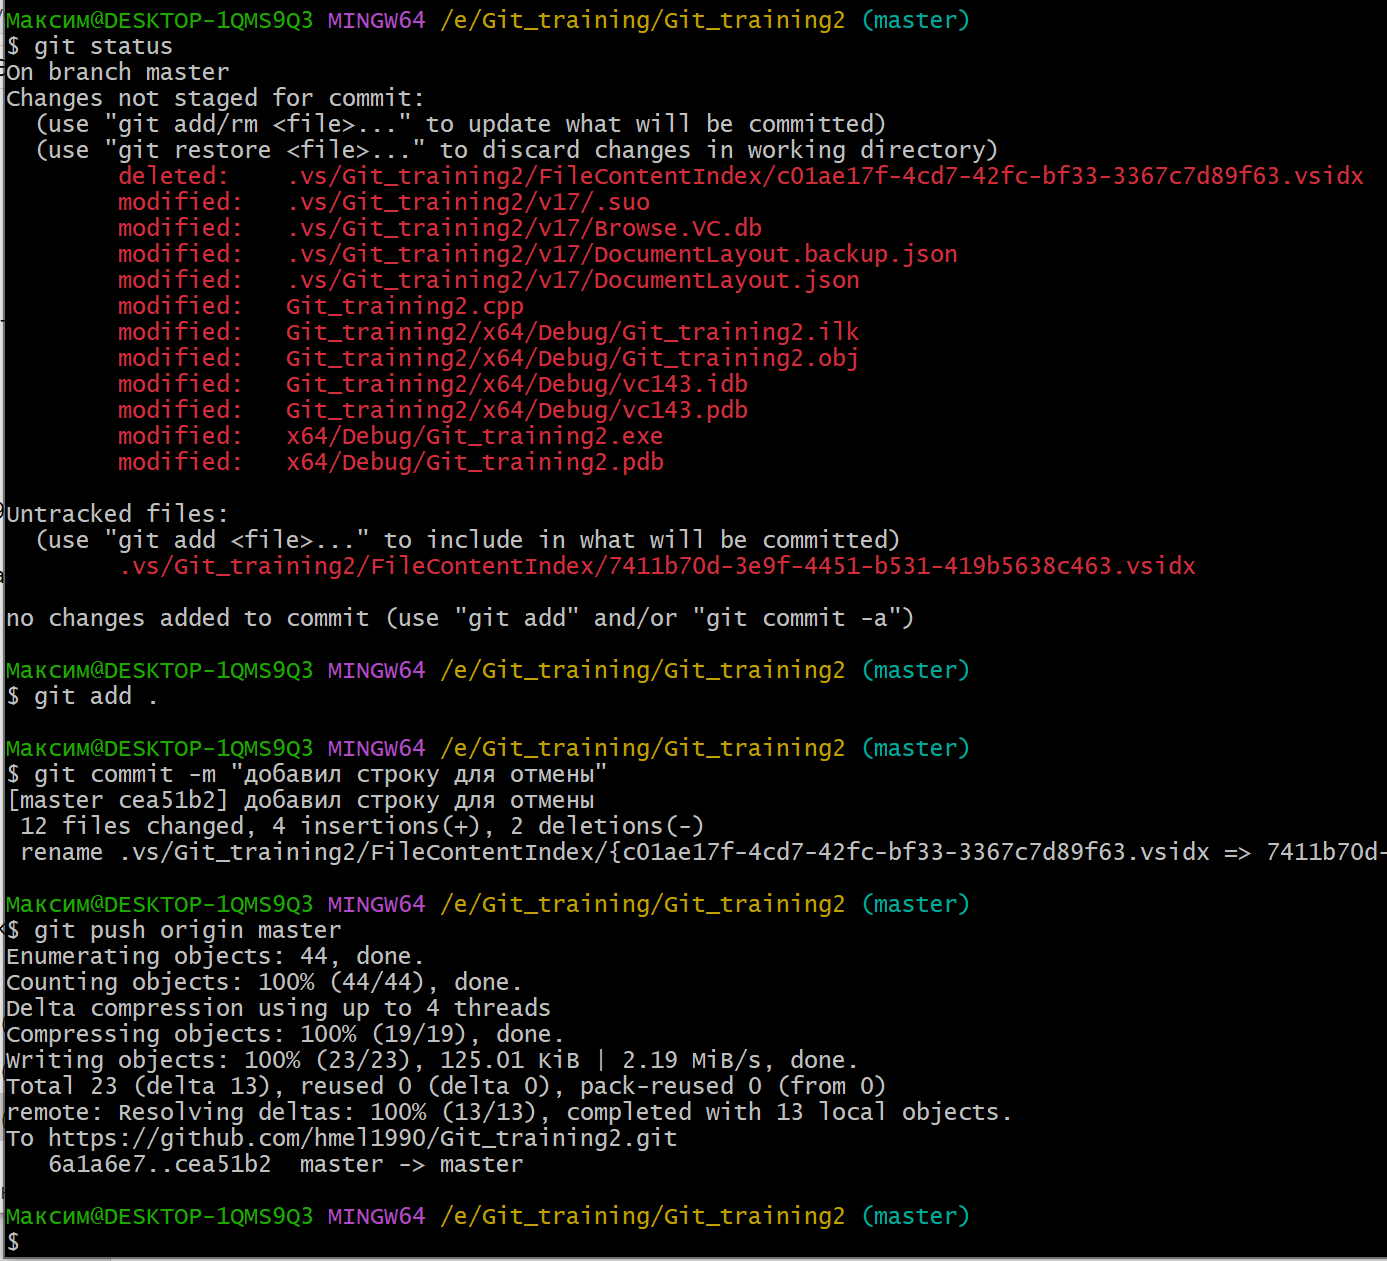 Максим@DESKTOP-1QMS9Q3 MINGW64 /e/Git_training/Git_training2 (master)
$ git status
On branch master
Changes not staged for commit:
  (use "git add/rm <file>..." to update what will be committed)
  (use "git restore <file>..." to discard changes in working directory)
        deleted:    .vs/Git_training2/FileContentIndex/c01ae17f-4cd7-42fc-bf33-3367c7d89f63.vsidx
        modified:   .vs/Git_training2/v17/.suo
        modified:   .vs/Git_training2/v17/Browse.VC.db
        modified:   .vs/Git_training2/v17/DocumentLayout.backup.json
        modified:   .vs/Git_training2/v17/DocumentLayout.json
        modified:   Git_training2.cpp
        modified:   Git_training2/x64/Debug/Git_training2.ilk
        modified:   Git_training2/x64/Debug/Git_training2.obj
        modified:   Git_training2/x64/Debug/vc143.idb
        modified:   Git_training2/x64/Debug/vc143.pdb
        modified:   x64/Debug/Git_training2.exe
        modified:   x64/Debug/Git_training2.pdb
Untracked files:
  (use "git add <file>..." to include in what will be committed)
        .vs/Git_training2/FileContentIndex/7411b70d-3e9f-4451-b531-419b5638c463.vsidx
no changes added to commit (use "git add" and/or "git commit -a")
Максим@DESKTOP-1QMS9Q3 MINGW64 /e/Git_training/Git_training2 (master)
$ git add .
Максим@DESKTOP-1QMS9Q3 MINGW64 /e/Git_training/Git_training2 (master)
$ git commit -m "добавил строку для отмены"
[master cea51b2] добавил строку для отмены
 12 files changed, 4 insertions(+), 2 deletions(-)
 rename .vs/Git_training2/FileContentIndex/{c01ae17f-4cd7-42fc-bf33-3367c7d89f63.vsidx => 7411b70d-
Максим@DESKTOP-1QMS9Q3 MINGW64 /e/Git_training/Git_training2 (master)
$ git push origin master
Enumerating objects: 44, done.
Counting objects: 100% (44/44), done.
Delta compression using up to 4 threads
Compressing objects: 100% (19/19), done.
Writing objects: 100% (23/23), 125.01 KiB | 2.19 MiB/s, done.
Total 23 (delta 13), reused 0 (delta 0), pack-reused 0 (from 0)
remote: Resolving deltas: 100% (13/13), completed with 13 local objects.
To https://github.com/hmel1990/Git_training2.git
   6a1a6e7..cea51b2  master -> master
Максим@DESKTOP-1QMS9Q3 MINGW64 /e/Git_training/Git_training2 (master)
$